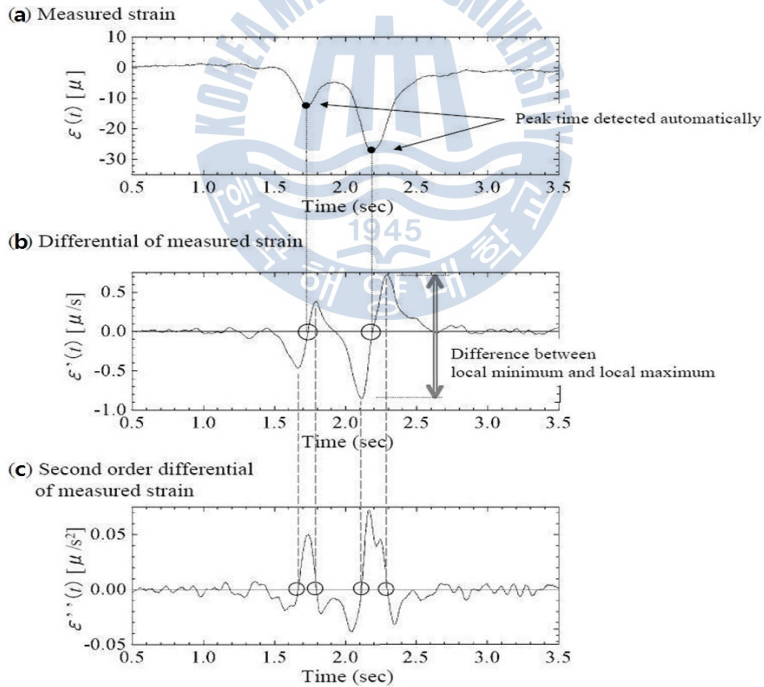 (a) Measured strain
10
0
-10
-20
-30
ε(t) [μ]
Peak time detected automatically
0.5 1.0 1.5 2.0 2.5 3.0 3.5
Time (sec)
1945
(b) Differential of measured strain
0.5
0.0
-0.5
-1.0
ε'(t) [μ/s]
Difference between
local minimum and local maximum
0.5 1.0 1.5 2.0 2.5 3.0 3.5
Time (sec)
(c) Second order differential
of measured strain
0.05
0.00
-0.05
ε''(t) [μ/s²]
0.5 1.0 1.5 2.0 2.5 3.0 3.5
Time (sec)